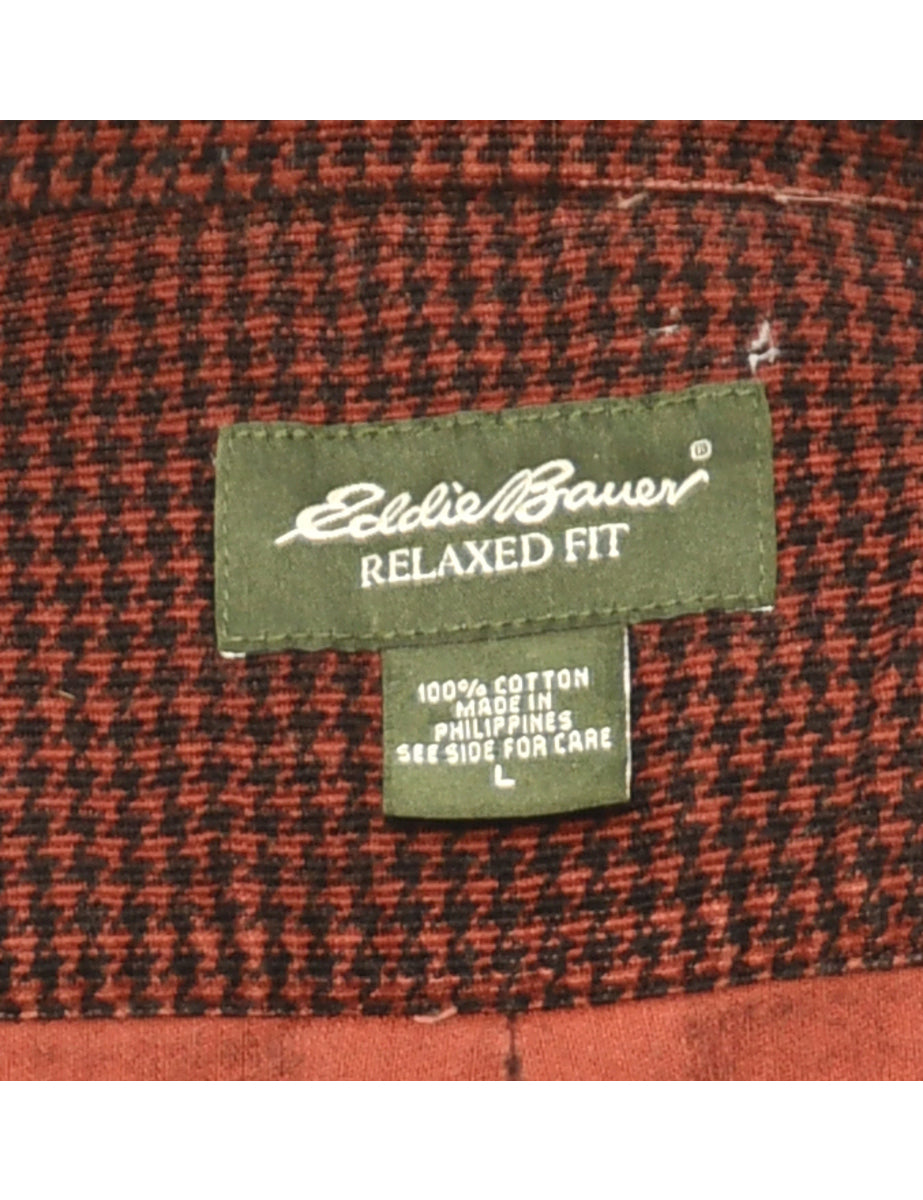 Eddie Bauer®
RELAXED FIT
100% COTTON
MADE IN
PHILIPPINES
SEE SIDE FOR CARE
L